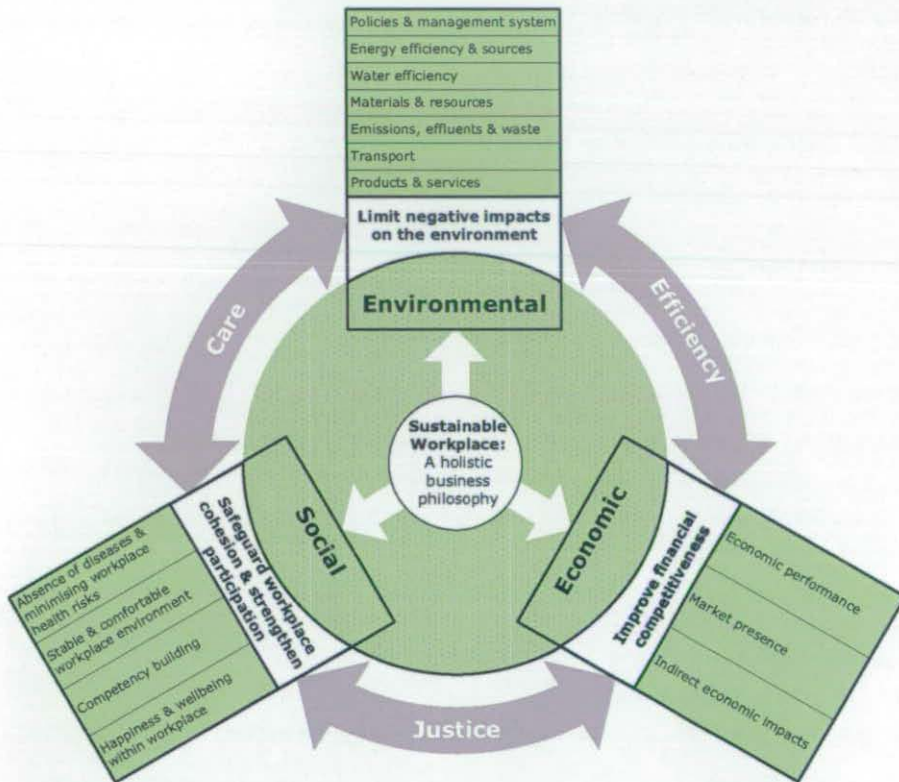 Policies & management system
Energy efficiency & sources
Water efficiency
Materials & resources
Emissions, effluents & waste
Transport
Products & services
Limit negative impacts
on the environment
Environmental
Care
Efficiency
Sustainable
Workplace:
A holistic
business
philosophy
Social
Safeguard workplace
cohesion & strengthen
participation
Absence of diseases &
minimising workplace
health risks
Stable & comfortable
workplace environment
Competency building
Happiness & wellbeing
within workplace
Economic
Improve financial
competitiveness
Economic performance
Market presence
Indirect economic impacts
Justice